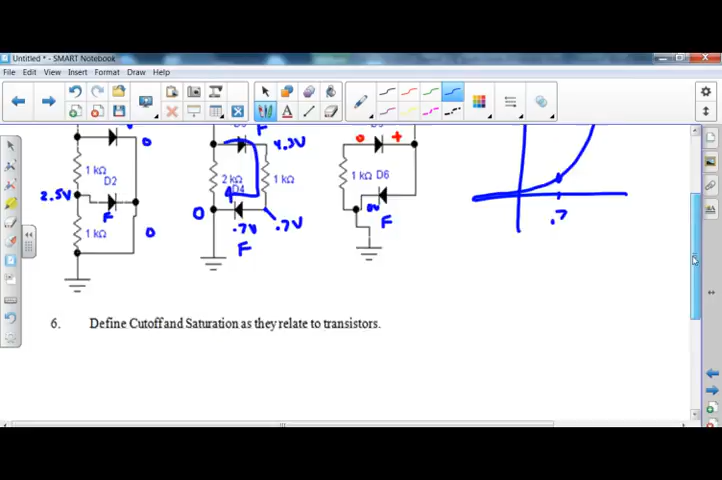 Untitled * - SMART Notebook
File Edit View Insert Format Draw Help
0
F
4.3V
0 +
1 kΩ
D2
2 kΩ
D4
1 kΩ
1 kΩ D6
2.5V
F
0
.7V
.7V
0V
F
.7
1 kΩ
0
F
6. Define Cutoff and Saturation as they relate to transistors.